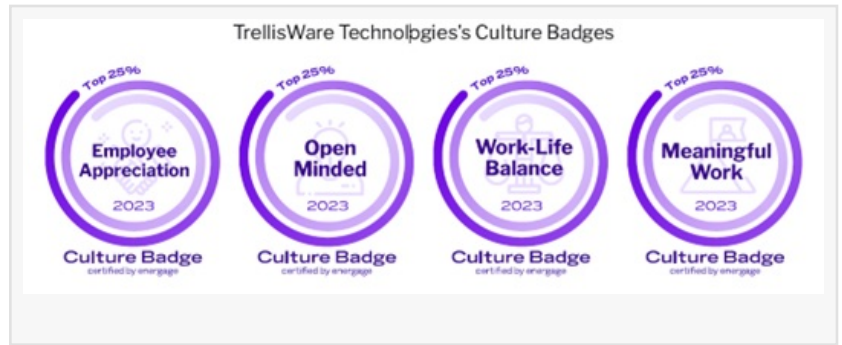 TrellisWare Technologies's Culture Badges
Top 25%
Employee
Appreciation
2023
Culture Badge
certified by energage
Top 25%
Open
Minded
2023
Culture Badge
certified by energage
Top 25%
Work-Life
Balance
2023
Culture Badge
certified by energage
Top 25%
Meaningful
Work
2023
Culture Badge
certified by energage